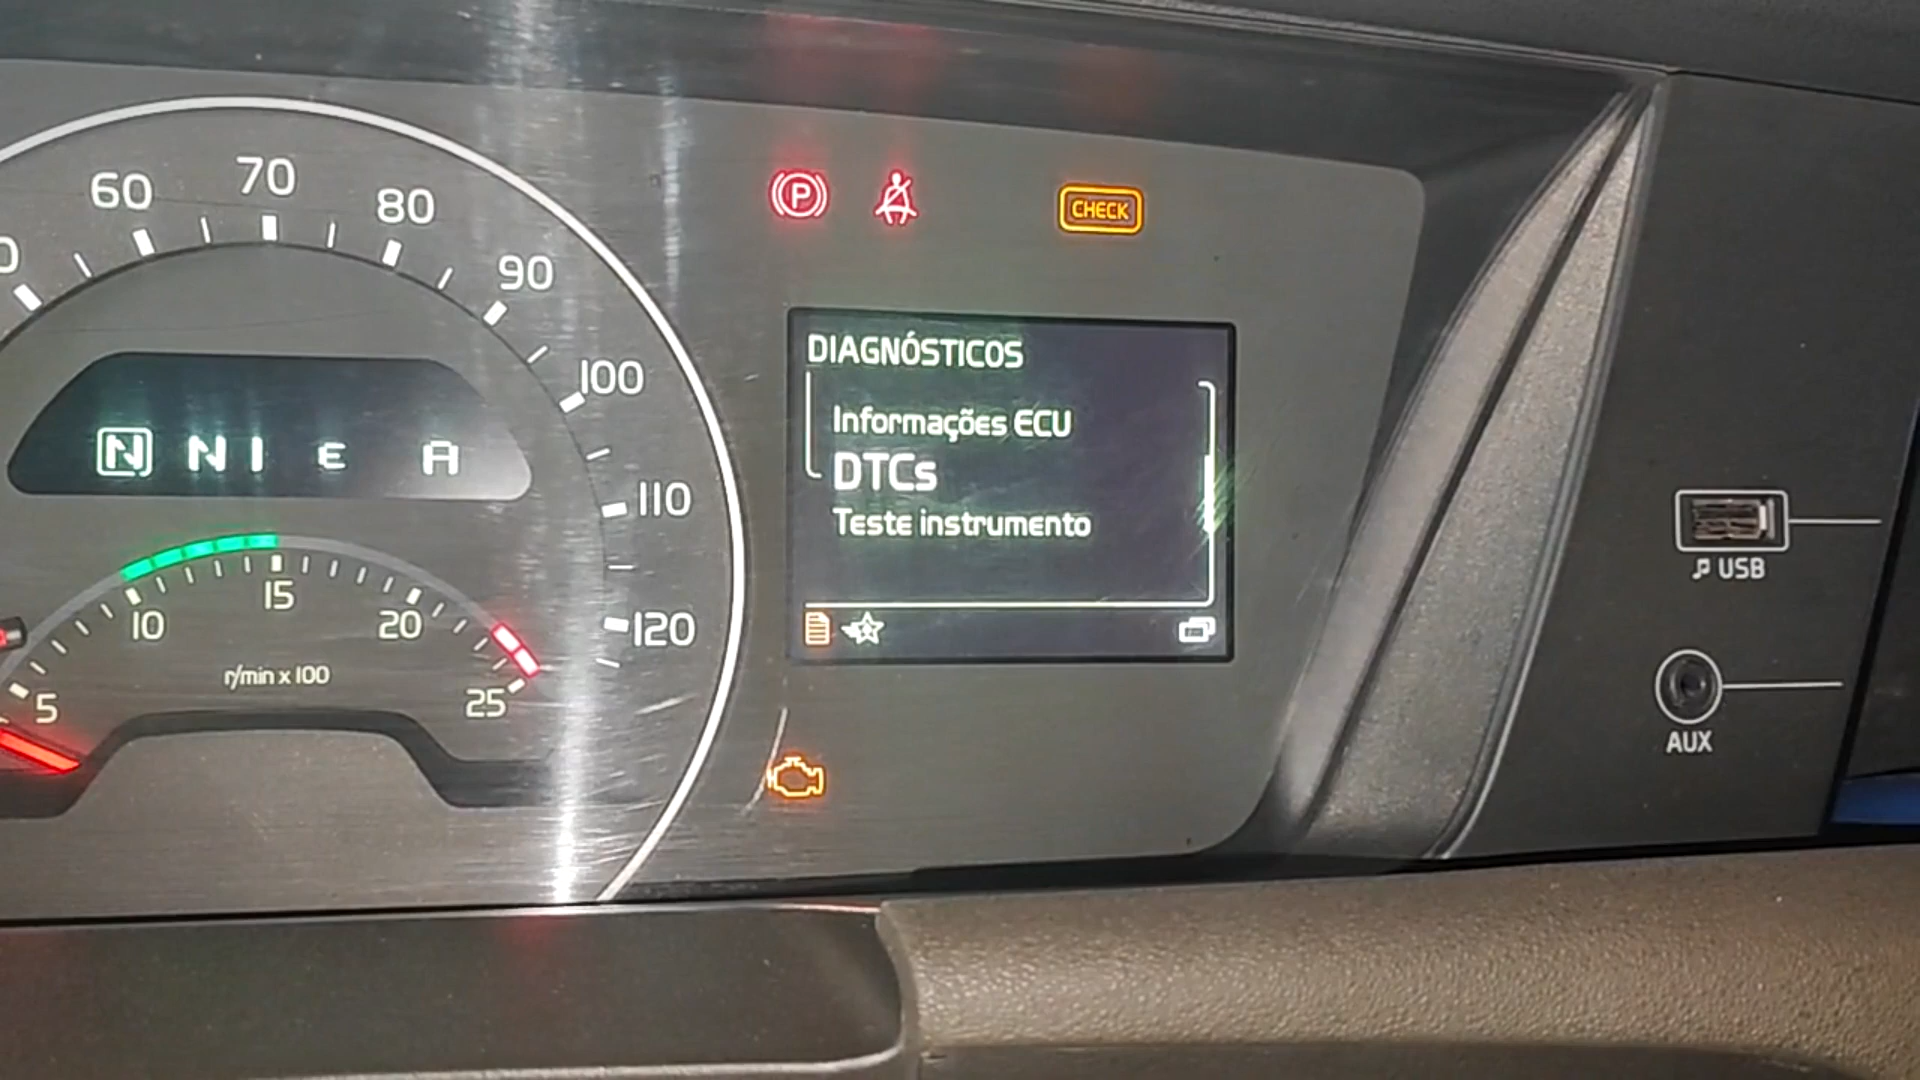 60
70
80
90
100
110
120
N N 1 E A
5
10
15
20
25
r/min x 100
P
CHECK
DIAGNÓSTICOS
Informações ECU
DTCs
Teste instrumento
USB
AUX